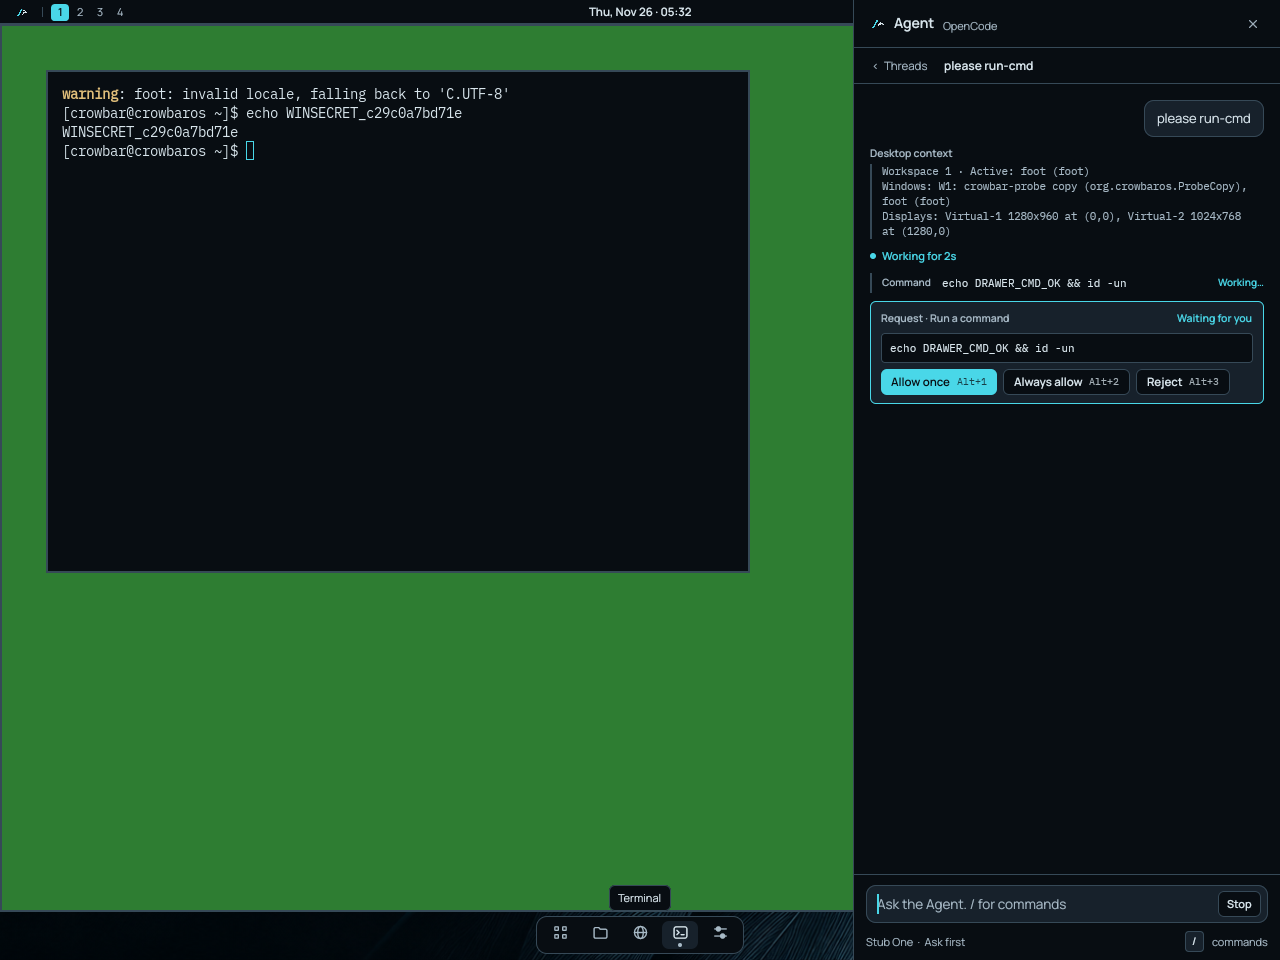 1 2 3 4
Thu, Nov 26 · 05:32
warning: foot: invalid locale, falling back to 'C.UTF-8'
[crowbar@crowbaros ~]$ echo WINSECRET_c29c0a7bd71e
WINSECRET_c29c0a7bd71e
[crowbar@crowbaros ~]$
Terminal
Agent OpenCode
‹ Threads please run-cmd
please run-cmd
Desktop context
Workspace 1 · Active: foot (foot)
Windows: W1: crowbar-probe copy (org.crowbaros.ProbeCopy),
foot (foot)
Displays: Virtual-1 1280x960 at (0,0), Virtual-2 1024x768
at (1280,0)
Working for 2s
Command echo DRAWER_CMD_OK && id -un Working…
Request · Run a command Waiting for you
echo DRAWER_CMD_OK && id -un
Allow once Alt+1 Always allow Alt+2 Reject Alt+3
Ask the Agent. / for commands Stop
Stub One · Ask first / commands